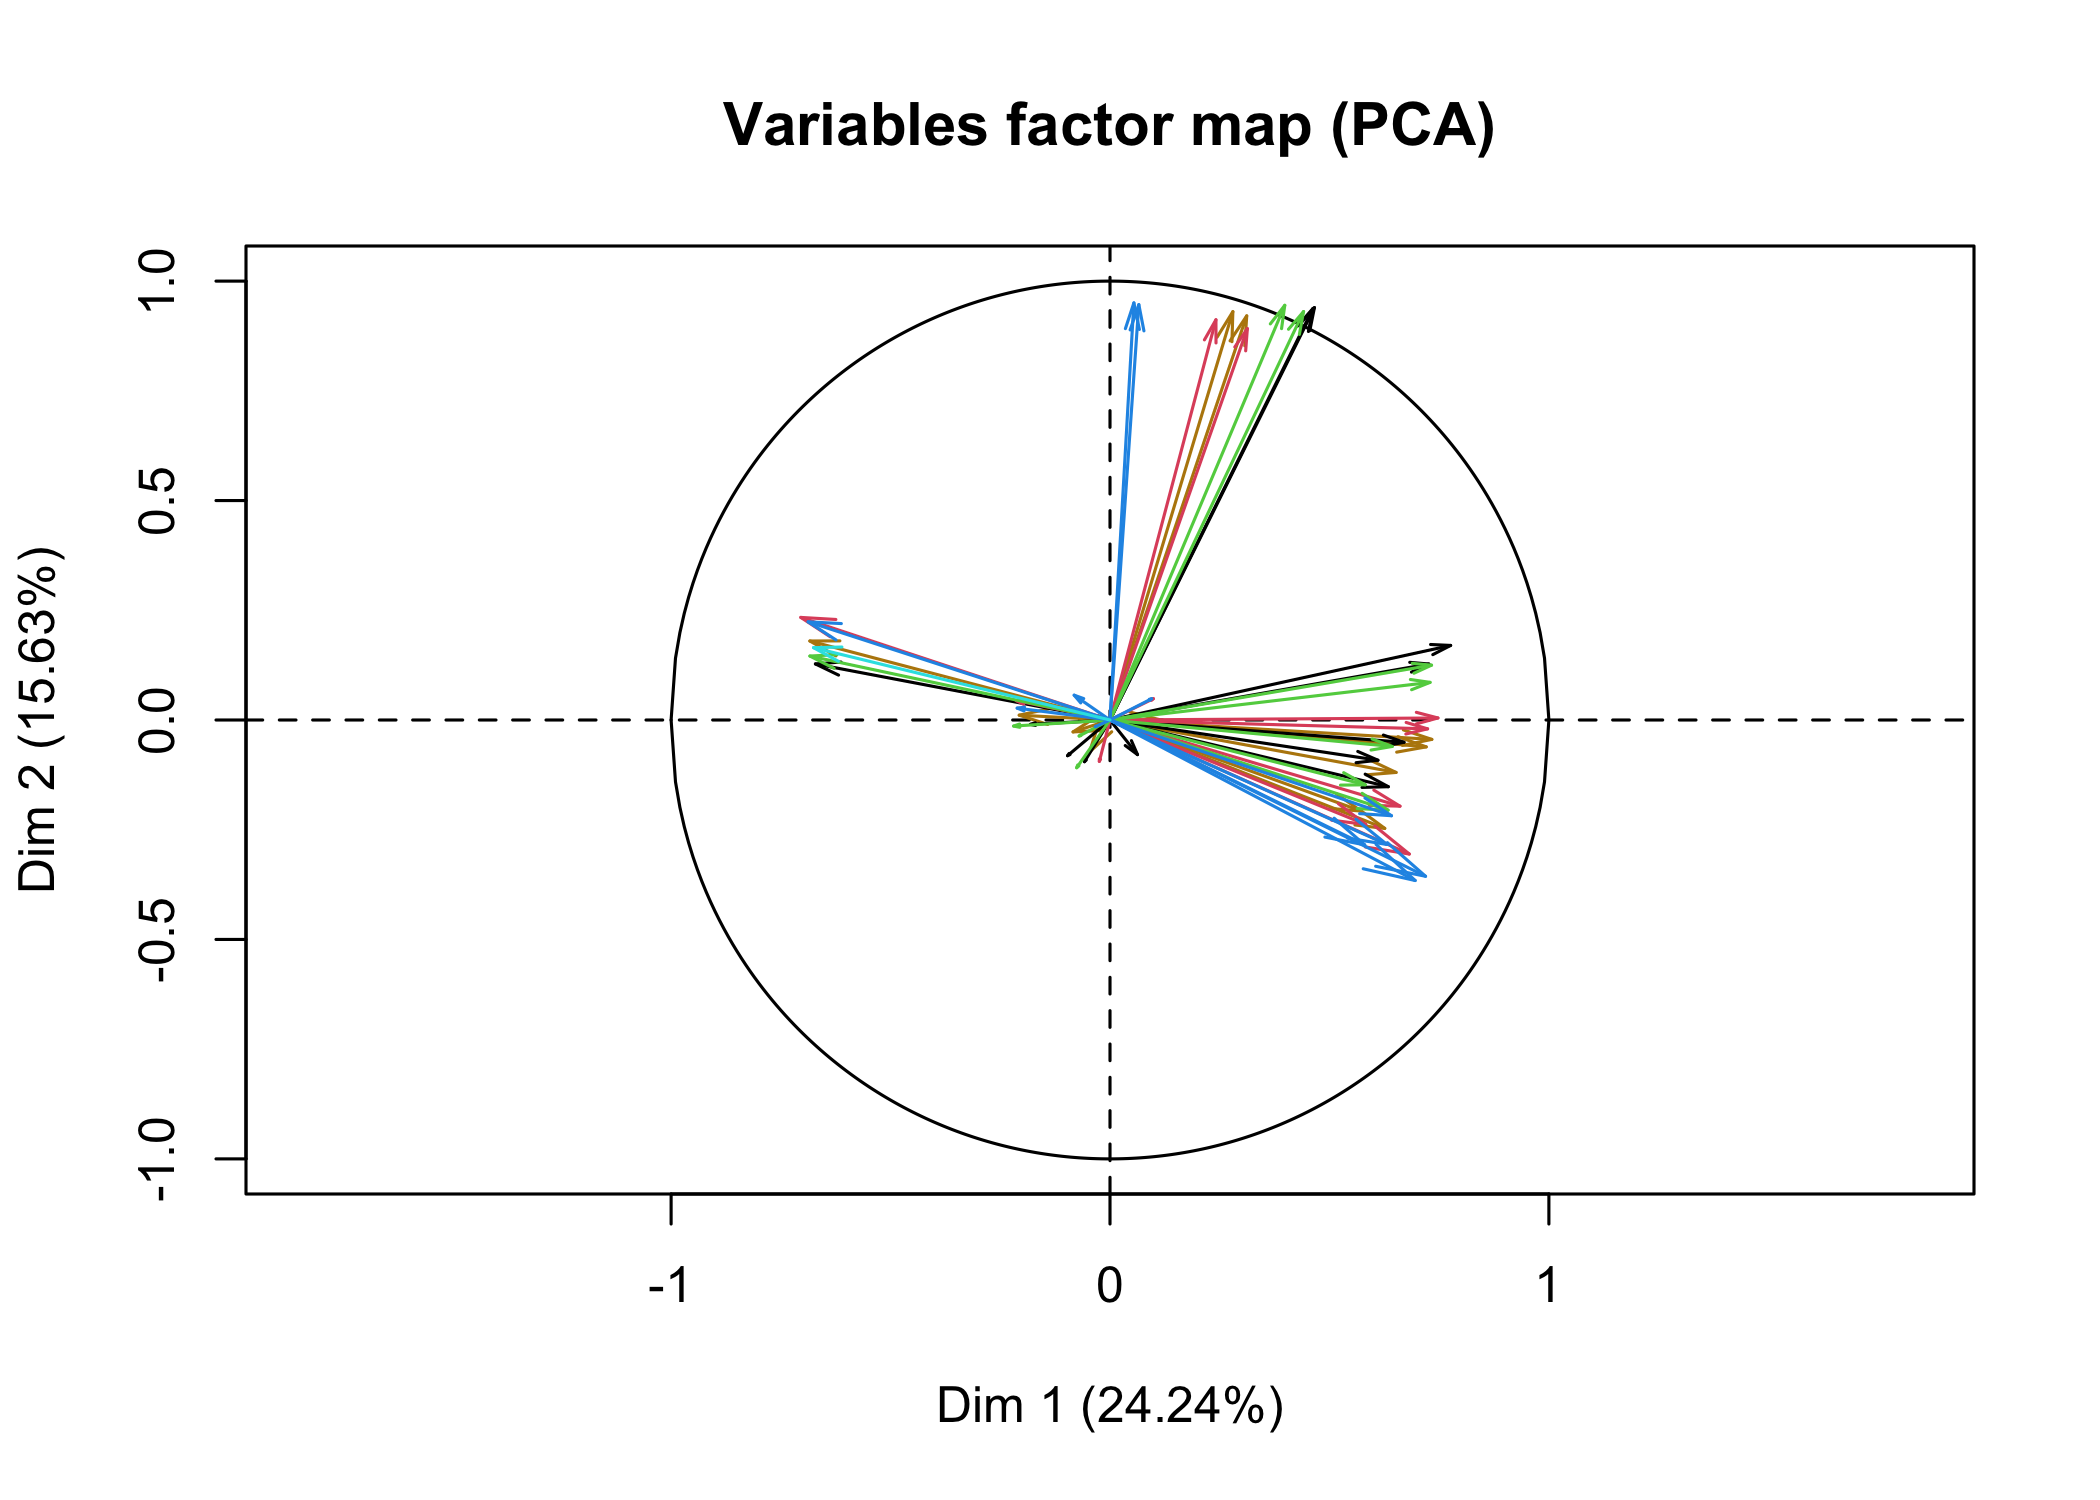 Variables factor map (PCA)
1.0
0.5
0.0
-0.5
-1.0
Dim 2 (15.63%)
-1
0
1
Dim 1 (24.24%)